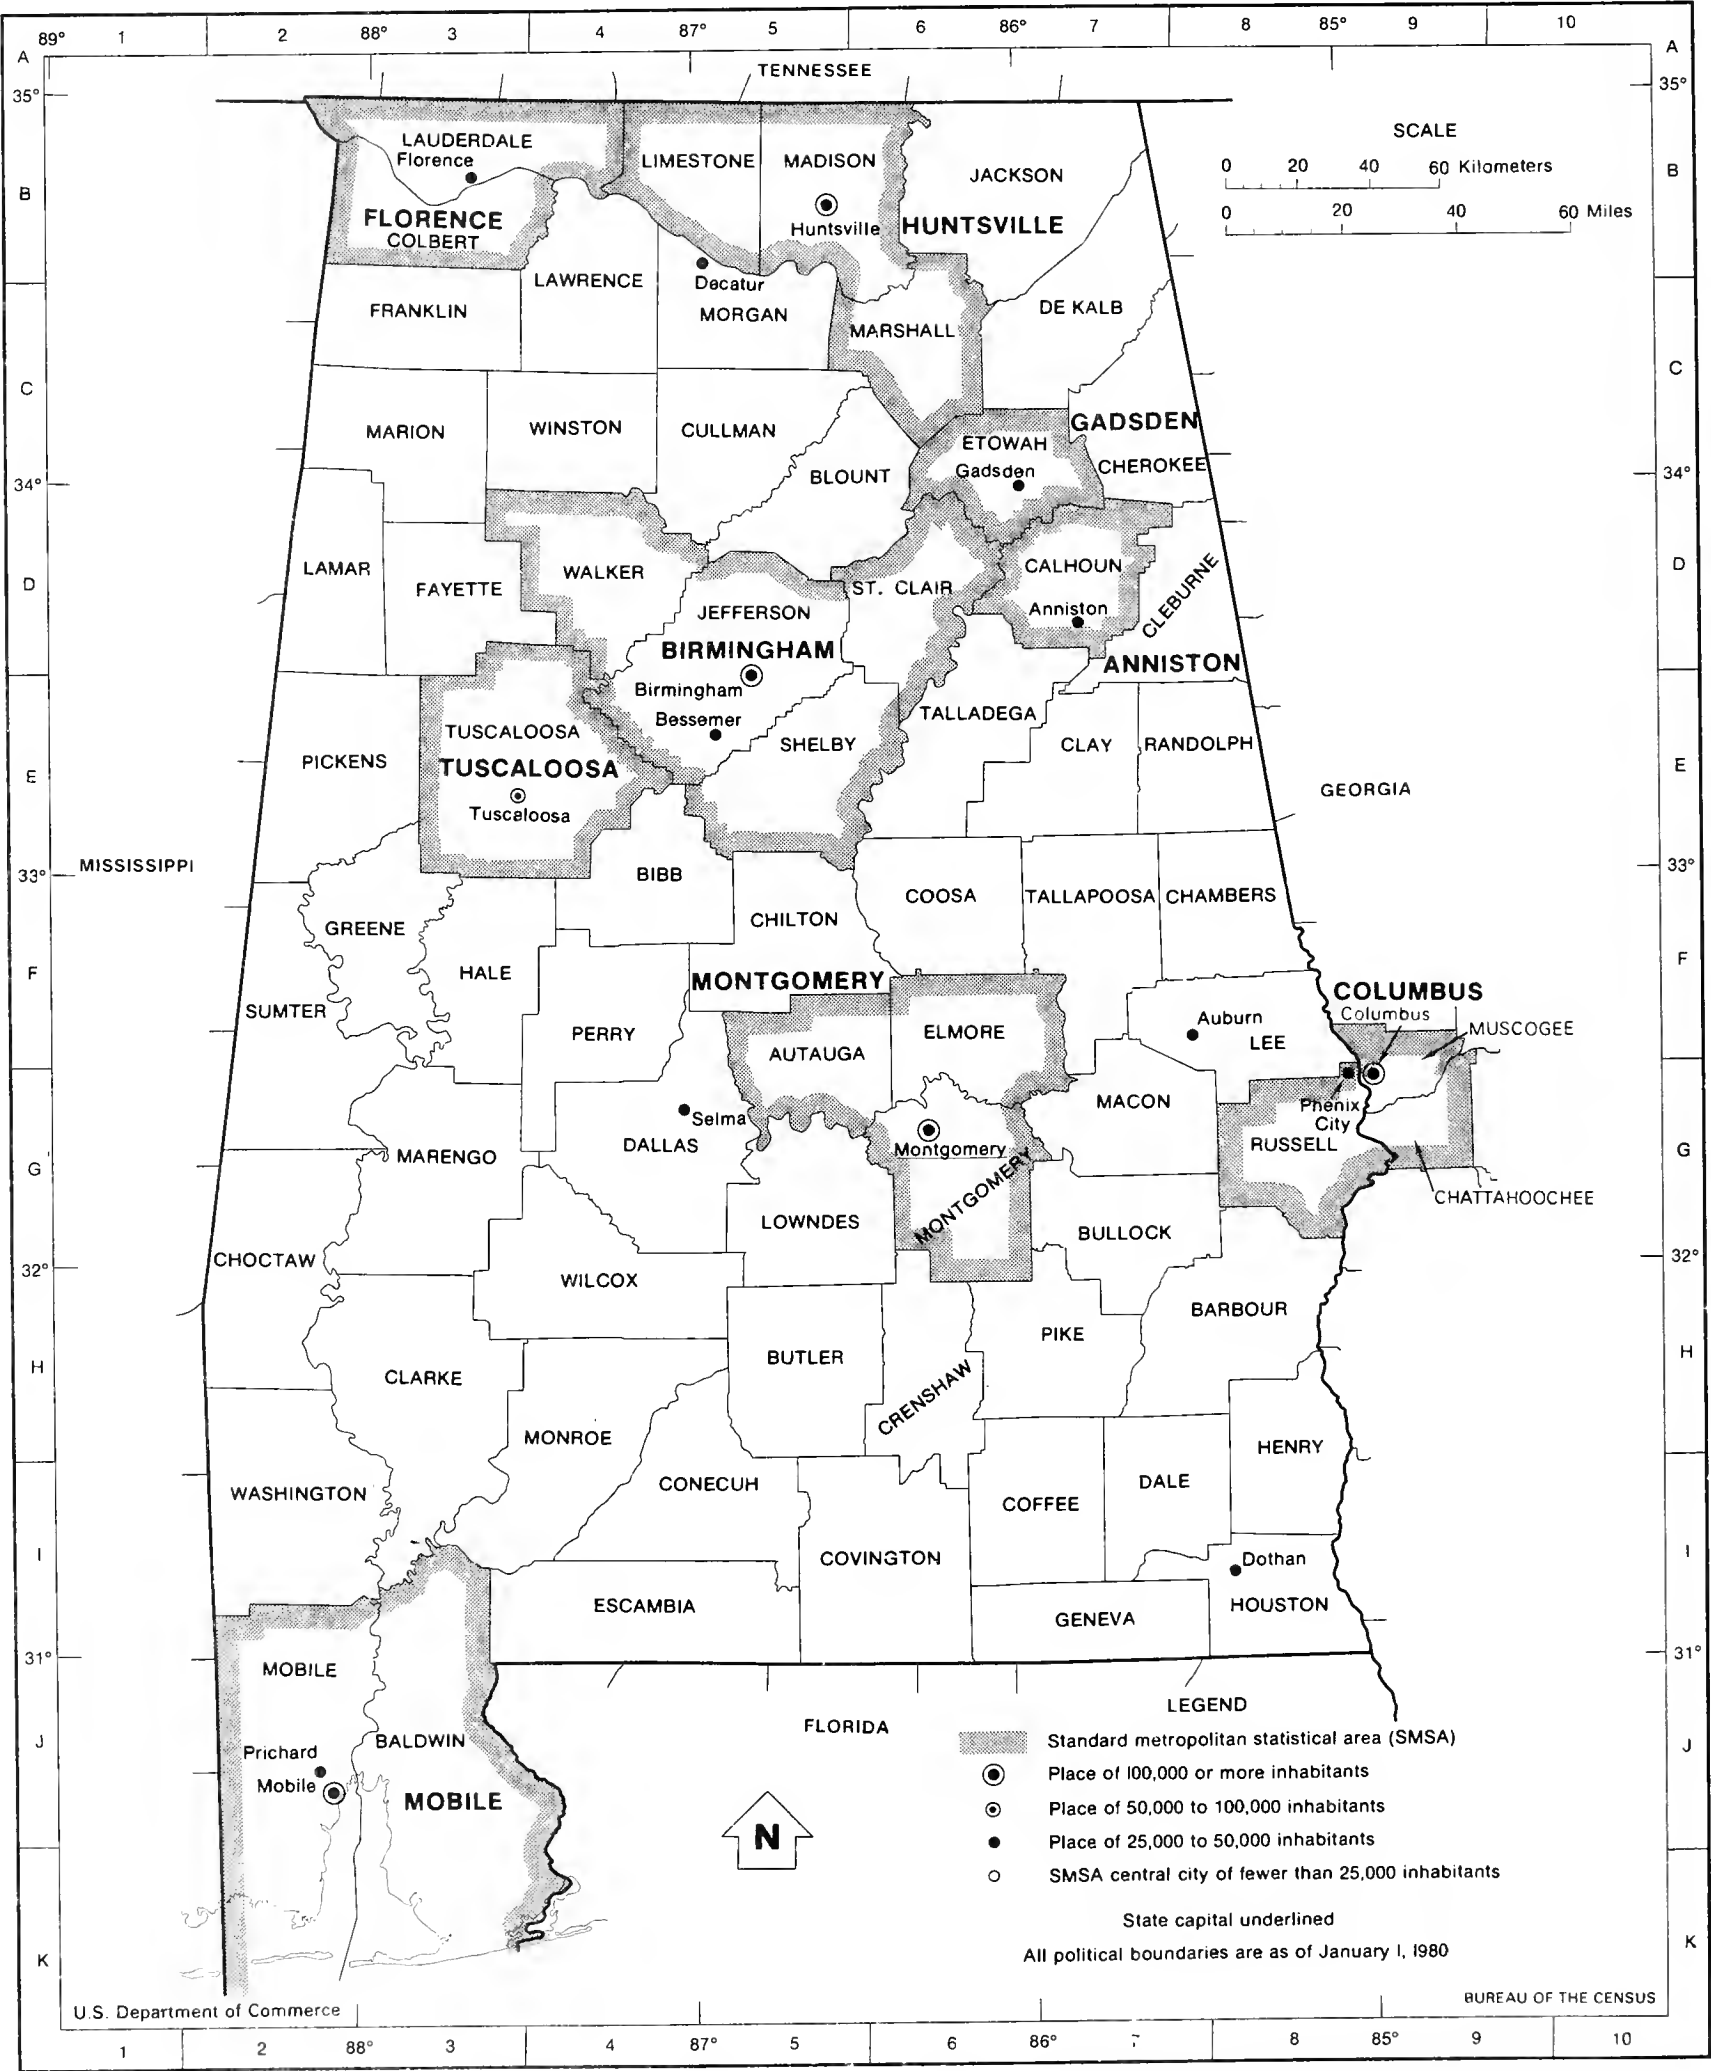 89° 1 2 88° 3 4 87° 5 6 86° 7 8 85° 9 10
A A
TENNESSEE
35° 35°
SCALE
0 20 40 60 Kilometers
0 20 40 60 Miles
LAUDERDALE
Florence
FLORENCE
COLBERT
LIMESTONE
MADISON
Huntsville
HUNTSVILLE
JACKSON
B B
LAWRENCE
Decatur
MORGAN
FRANKLIN
MARSHALL
DE KALB
C C
MARION
WINSTON
CULLMAN
BLOUNT
ETOWAH
Gadsden
GADSDEN
CHEROKEE
34° 34°
LAMAR
FAYETTE
WALKER
JEFFERSON
ST. CLAIR
CALHOUN
Anniston
CLEBURNE
D D
BIRMINGHAM
Birmingham
Bessemer
ANNISTON
TUSCALOOSA
TUSCALOOSA
Tuscaloosa
PICKENS
SHELBY
TALLADEGA
CLAY
RANDOLPH
E E
GEORGIA
MISSISSIPPI
33° 33°
BIBB
GREENE
HALE
CHILTON
COOSA
TALLAPOOSA
CHAMBERS
F F
MONTGOMERY
SUMTER
PERRY
AUTAUGA
ELMORE
Auburn
LEE
COLUMBUS
Columbus
MUSCOGEE
MACON
Phenix
City
RUSSELL
CHATTAHOOCHEE
Selma
DALLAS
MARENGO
Montgomery
MONTGOMERY
G G
LOWNDES
BULLOCK
CHOCTAW
32° 32°
WILCOX
BARBOUR
PIKE
BUTLER
CRENSHAW
CLARKE
H H
MONROE
HENRY
WASHINGTON
CONECUH
COFFEE
DALE
COVINGTON
Dothan
HOUSTON
I I
ESCAMBIA
GENEVA
31° 31°
MOBILE
BALDWIN
Prichard
Mobile
MOBILE
FLORIDA
J J
N
LEGEND
Standard metropolitan statistical area (SMSA)
Place of 100,000 or more inhabitants
Place of 50,000 to 100,000 inhabitants
Place of 25,000 to 50,000 inhabitants
SMSA central city of fewer than 25,000 inhabitants
State capital underlined
All political boundaries are as of January 1, 1980
K K
U.S. Department of Commerce
BUREAU OF THE CENSUS
1 2 88° 3 4 87° 5 6 86° 7 8 85° 9 10